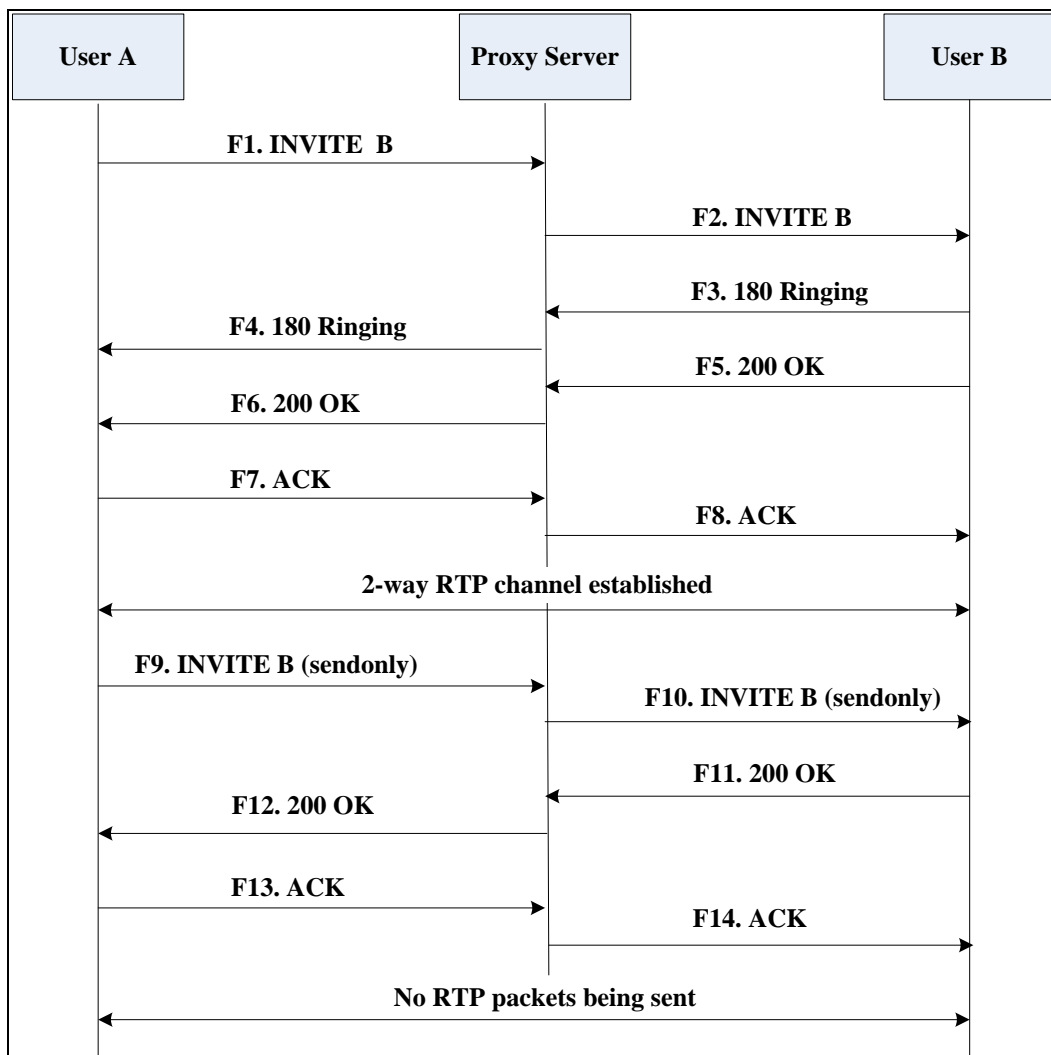 User A
Proxy Server
User B
F1. INVITE  B
F2. INVITE B
F3. 180 Ringing
F4. 180 Ringing
F5. 200 OK
F6. 200 OK
F7. ACK
F8. ACK
2-way RTP channel established
F9. INVITE B (sendonly)
F10. INVITE B (sendonly)
F11. 200 OK
F12. 200 OK
F13. ACK
F14. ACK
No RTP packets being sent